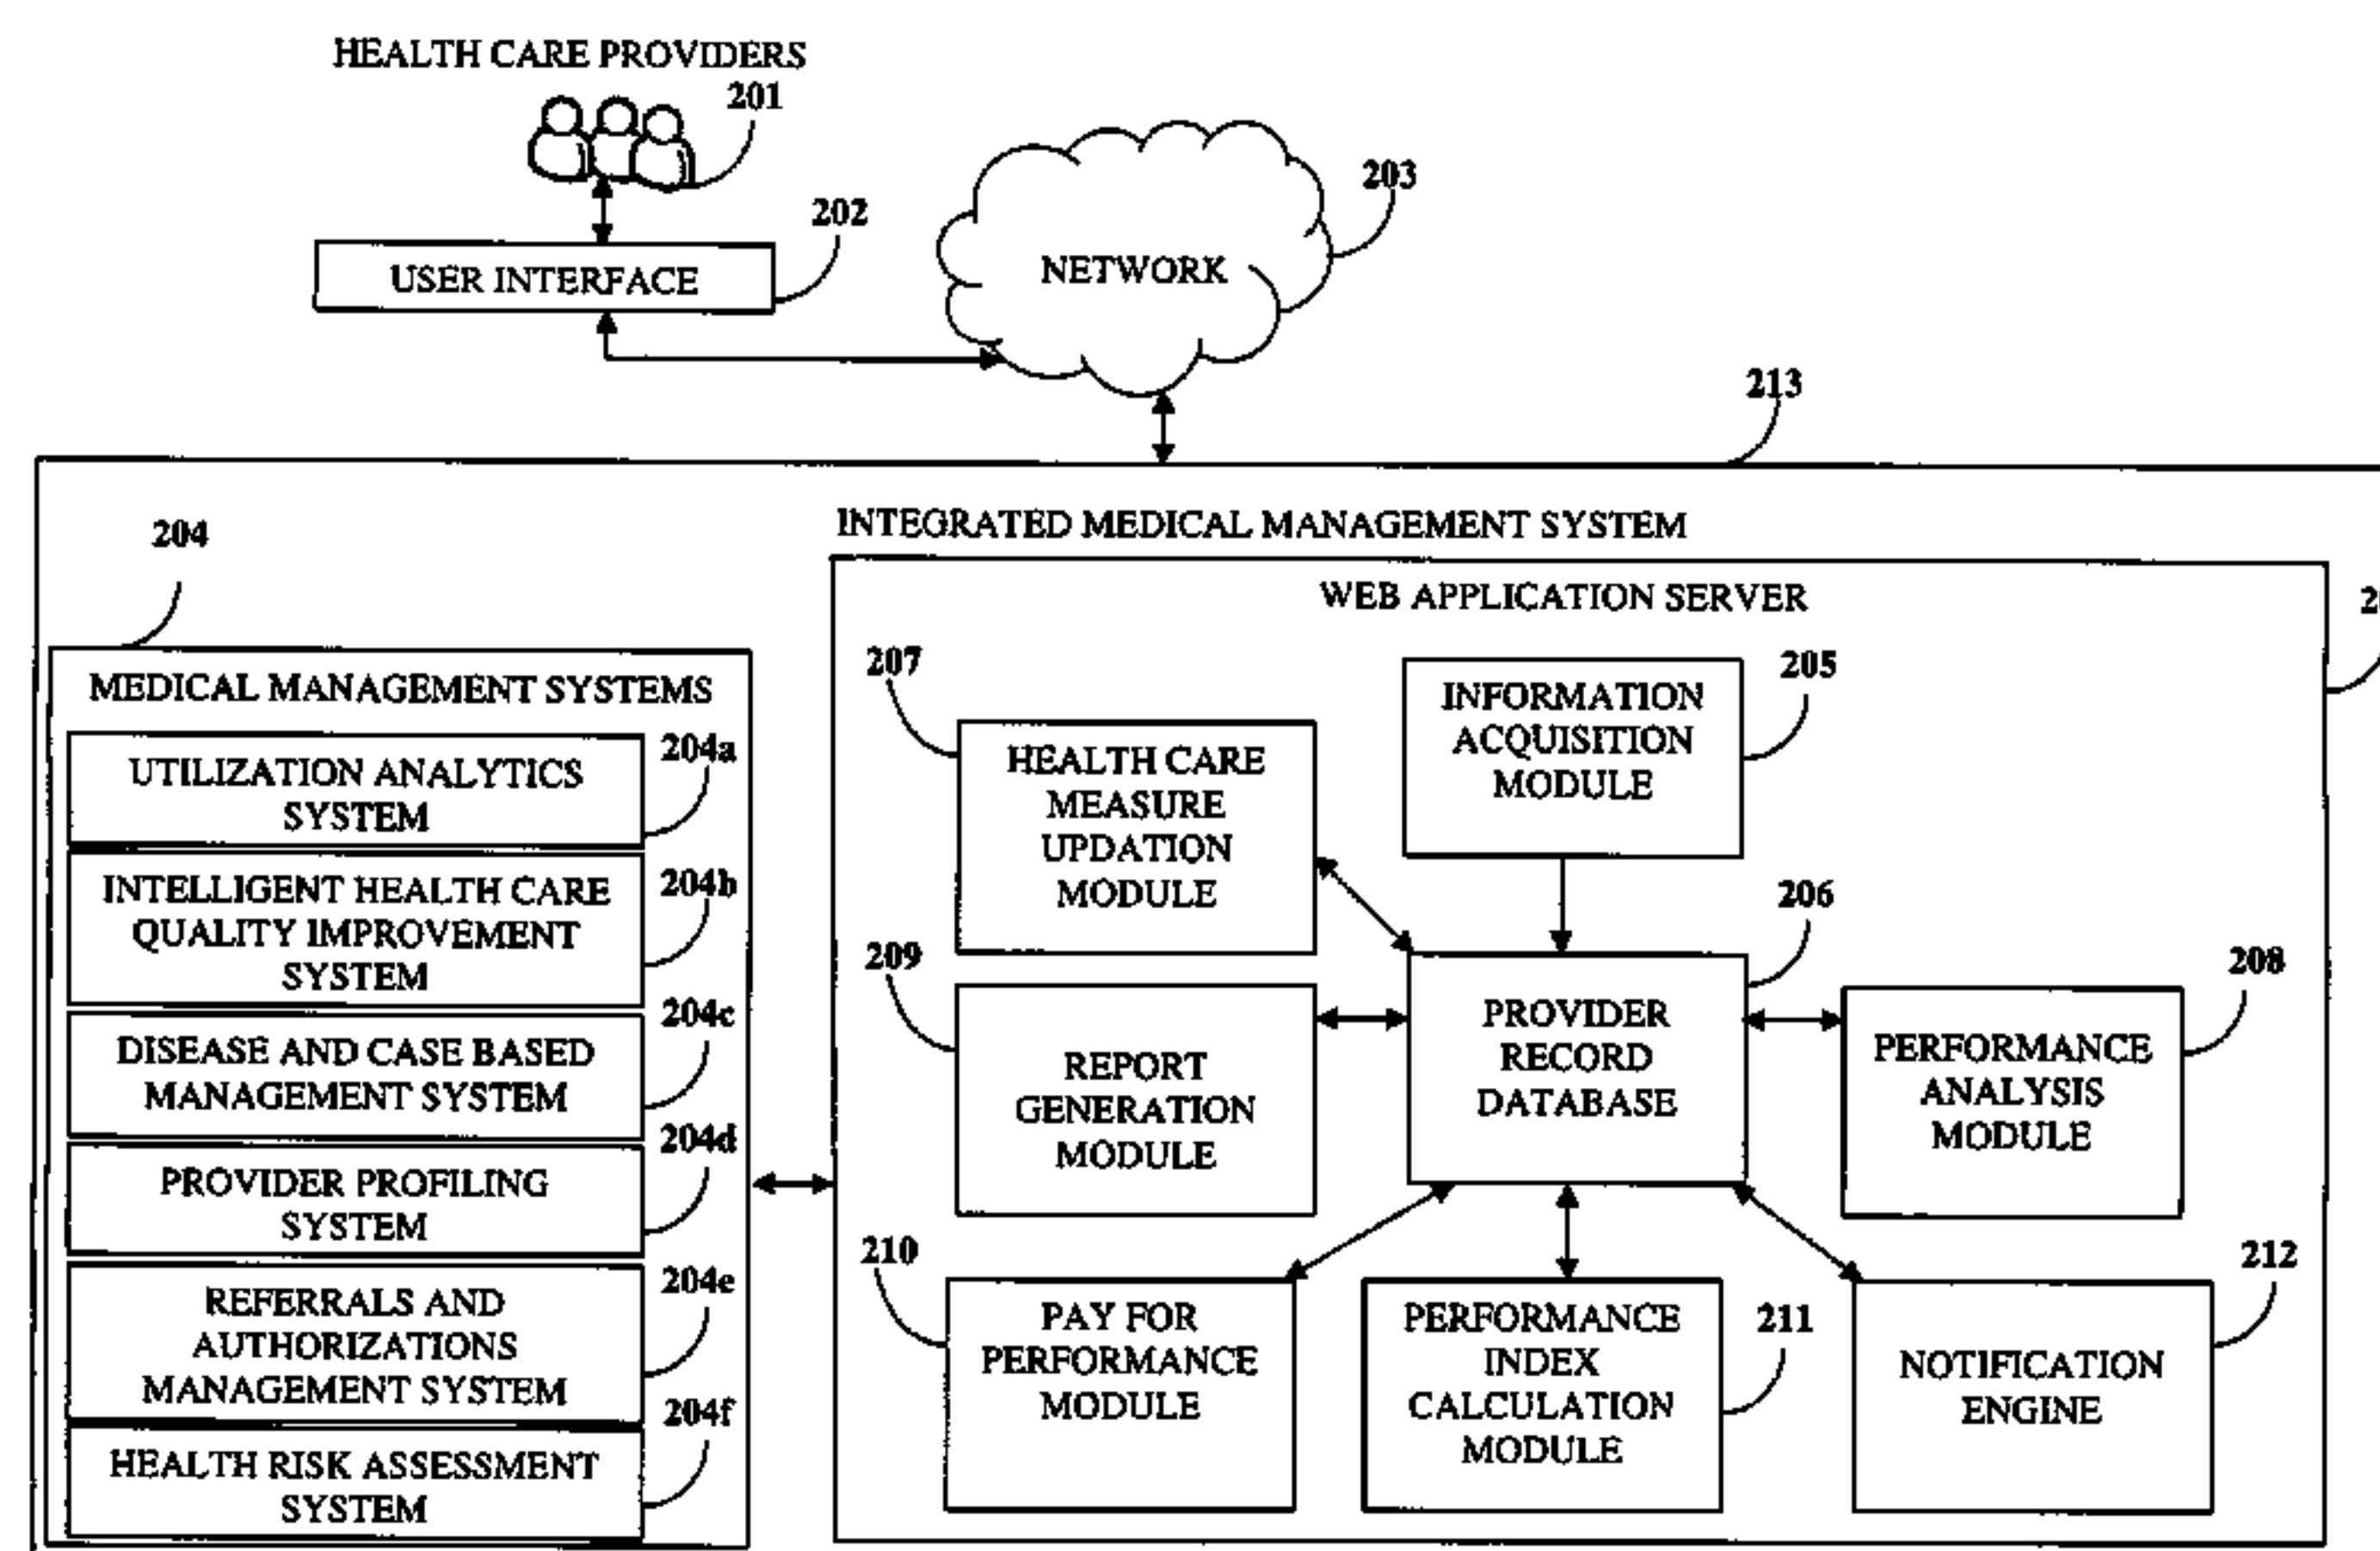 HEALTH CARE PROVIDERS
201
202
USER INTERFACE
203
NETWORK
213
INTEGRATED MEDICAL MANAGEMENT SYSTEM
204
WEB APPLICATION SERVER
MEDICAL MANAGEMENT SYSTEMS
204a
UTILIZATION ANALYTICS
SYSTEM
204b
INTELLIGENT HEALTH CARE
QUALITY IMPROVEMENT
SYSTEM
204c
DISEASE AND CASE BASED
MANAGEMENT SYSTEM
204d
PROVIDER PROFILING
SYSTEM
204e
REFERRALS AND
AUTHORIZATIONS
MANAGEMENT SYSTEM
204f
HEALTH RISK ASSESSMENT
SYSTEM
207
HEALTH CARE
MEASURE
UPDATION
MODULE
205
INFORMATION
ACQUISITION
MODULE
206
PROVIDER
RECORD
DATABASE
209
REPORT
GENERATION
MODULE
208
PERFORMANCE
ANALYSIS
MODULE
210
PAY FOR
PERFORMANCE
MODULE
211
PERFORMANCE
INDEX
CALCULATION
MODULE
212
NOTIFICATION
ENGINE